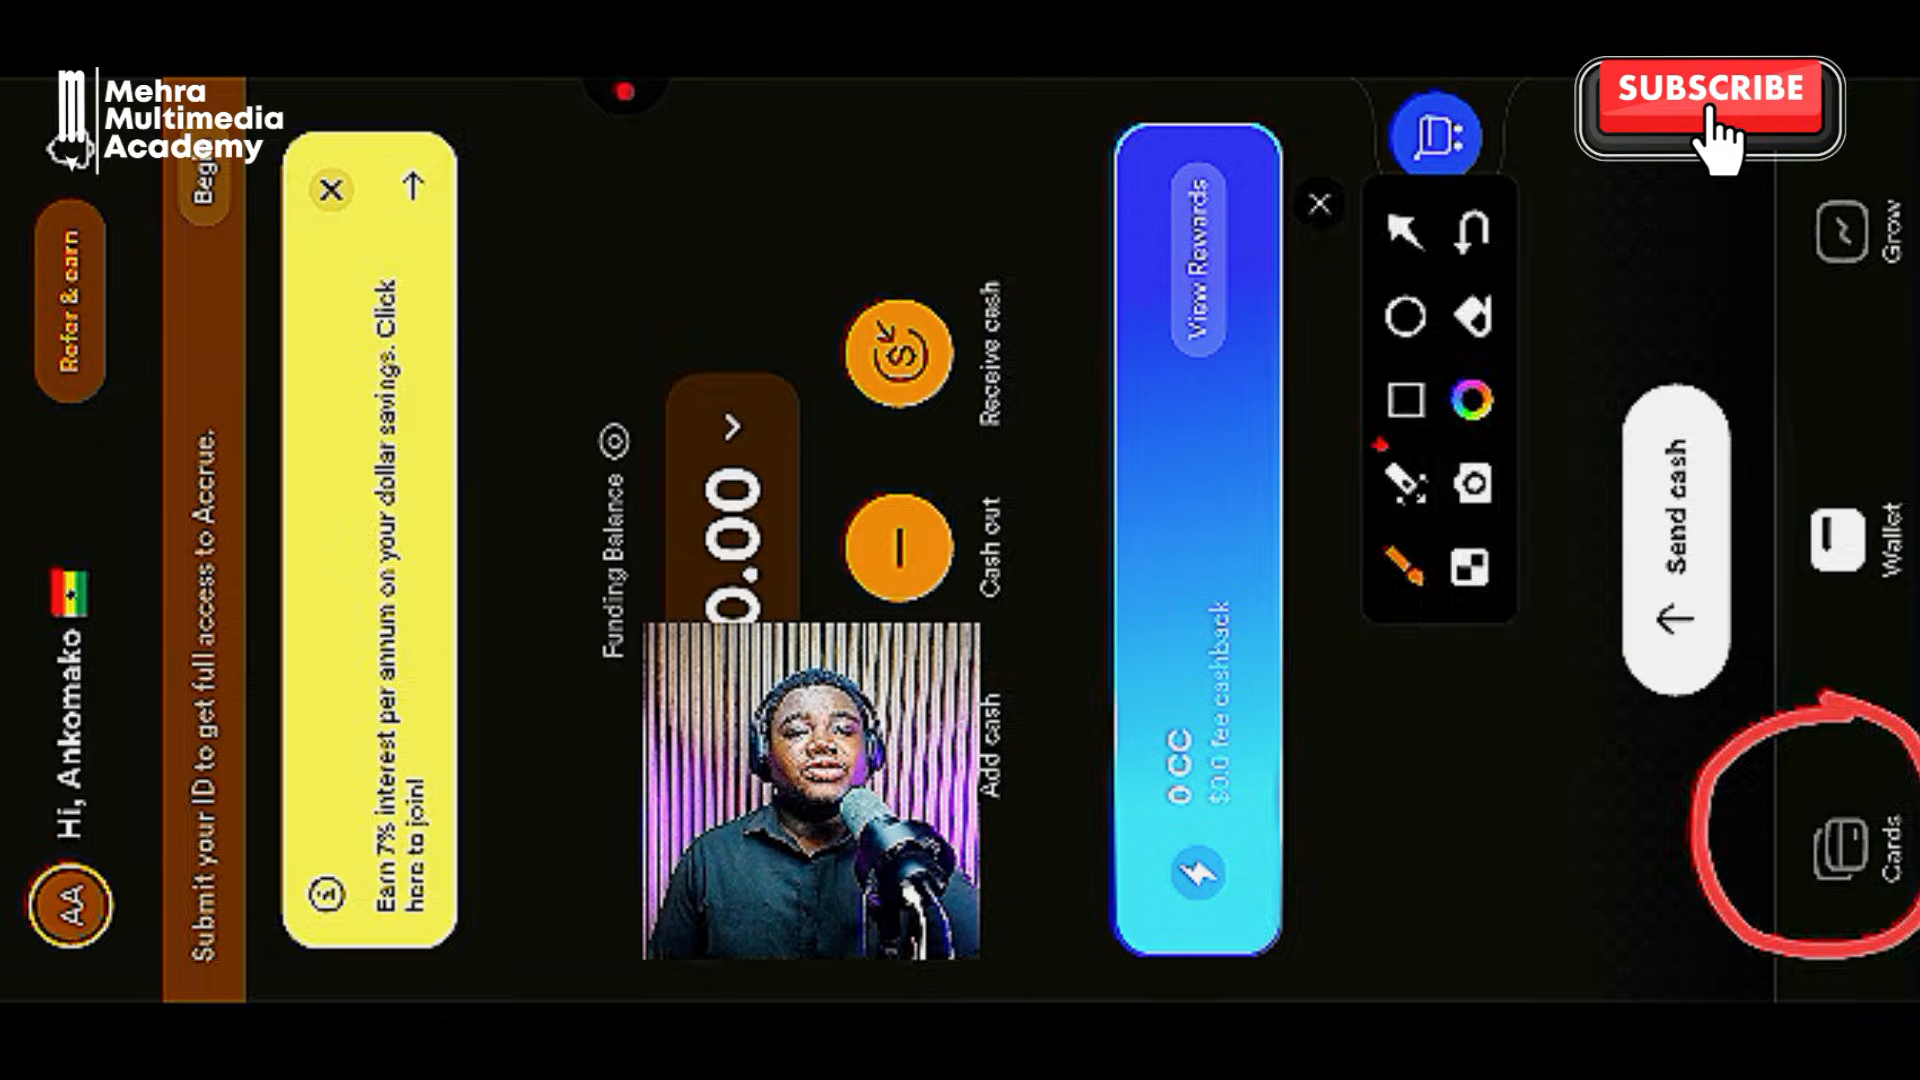 Mehra
Multimedia
Academy
SUBSCRIBE
AA
Hi, Ankomako
Refer & earn
Submit your ID to get full access to Accrue.
Earn 7% interest per annum on your dollar savings. Click
here to join!
Funding Balance
0.00
Add cash
Cash out
Receive cash
0 CC
$0.0 fee cashback
View Rewards
Send cash
Cards
Wallet
Grow